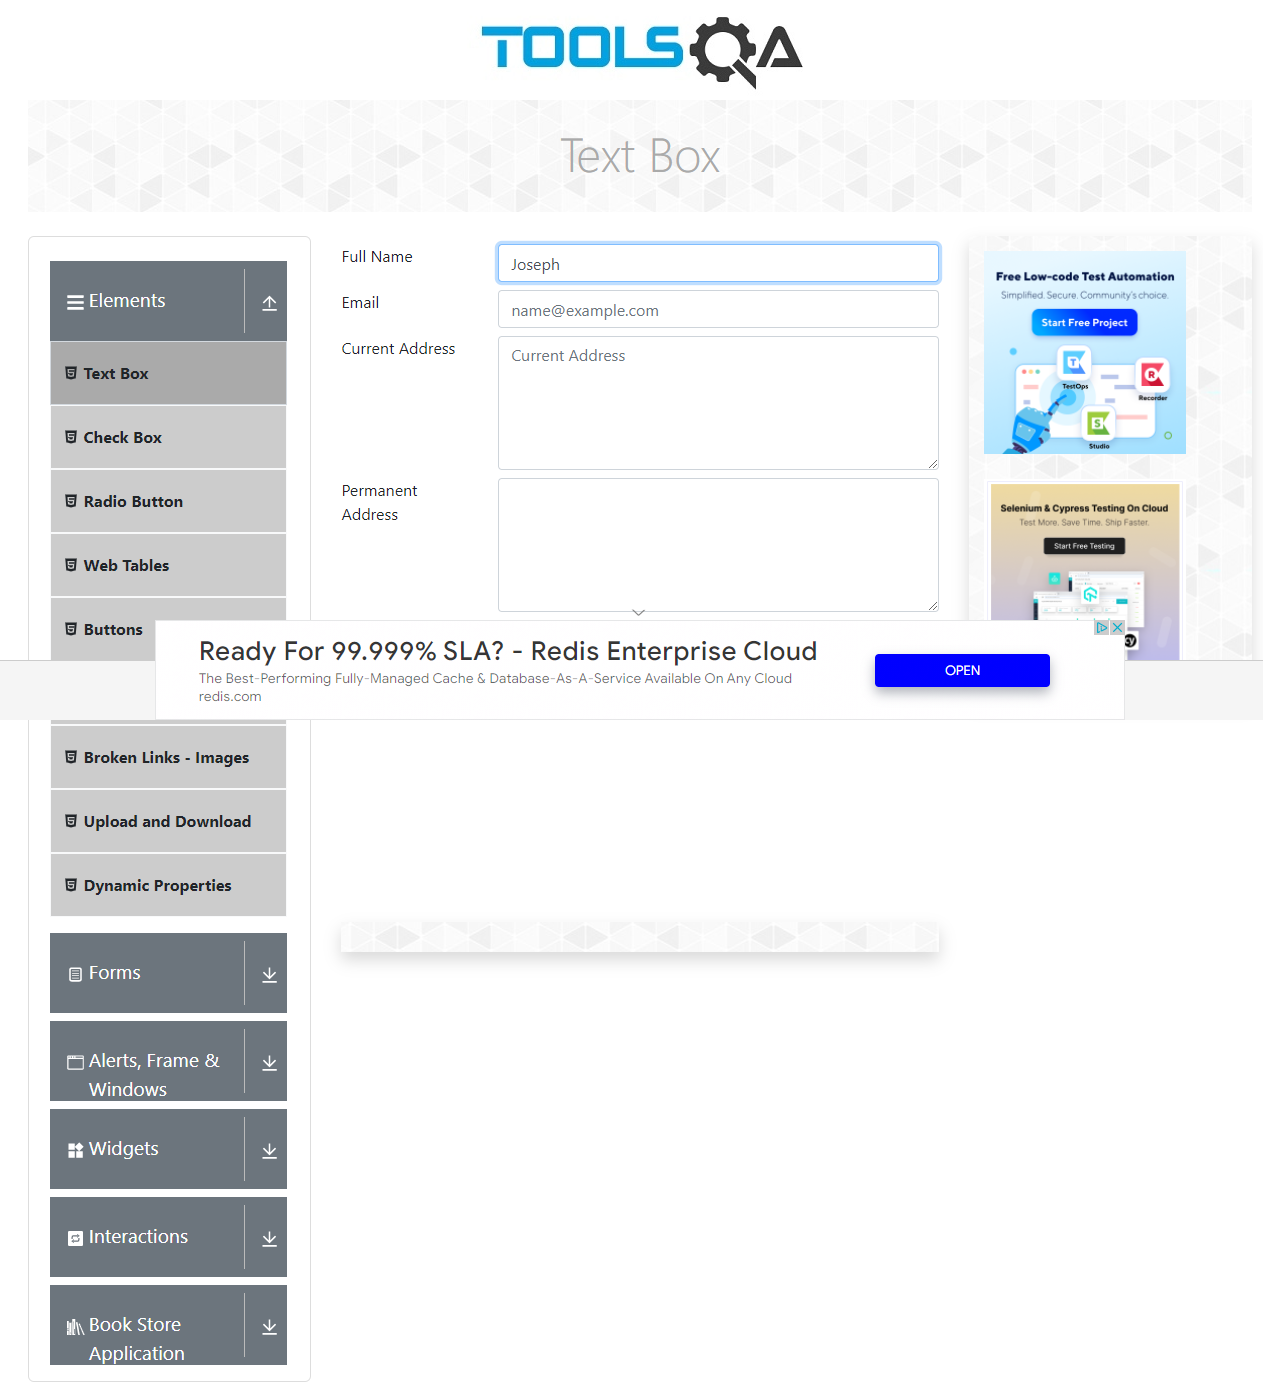 TOOLSQA
Text Box
Elements
Text Box
Check Box
Radio Button
Web Tables
Buttons
Broken Links - Images
Upload and Download
Dynamic Properties
Forms
Alerts, Frame &
Windows
Widgets
Interactions
Book Store
Application
Full Name
Joseph
Email
name@example.com
Current Address
Current Address
Permanent
Address
Free Low-code Test Automation
Simplified. Secure. Community's choice.
Start Free Project
TestOps
Recorder
Studio
Selenium & Cypress Testing On Cloud
Test More. Save Time. Ship Faster.
Start Free Testing
Ready For 99.999% SLA? - Redis Enterprise Cloud
The Best-Performing Fully-Managed Cache & Database-As-A-Service Available On Any Cloud
redis.com
OPEN